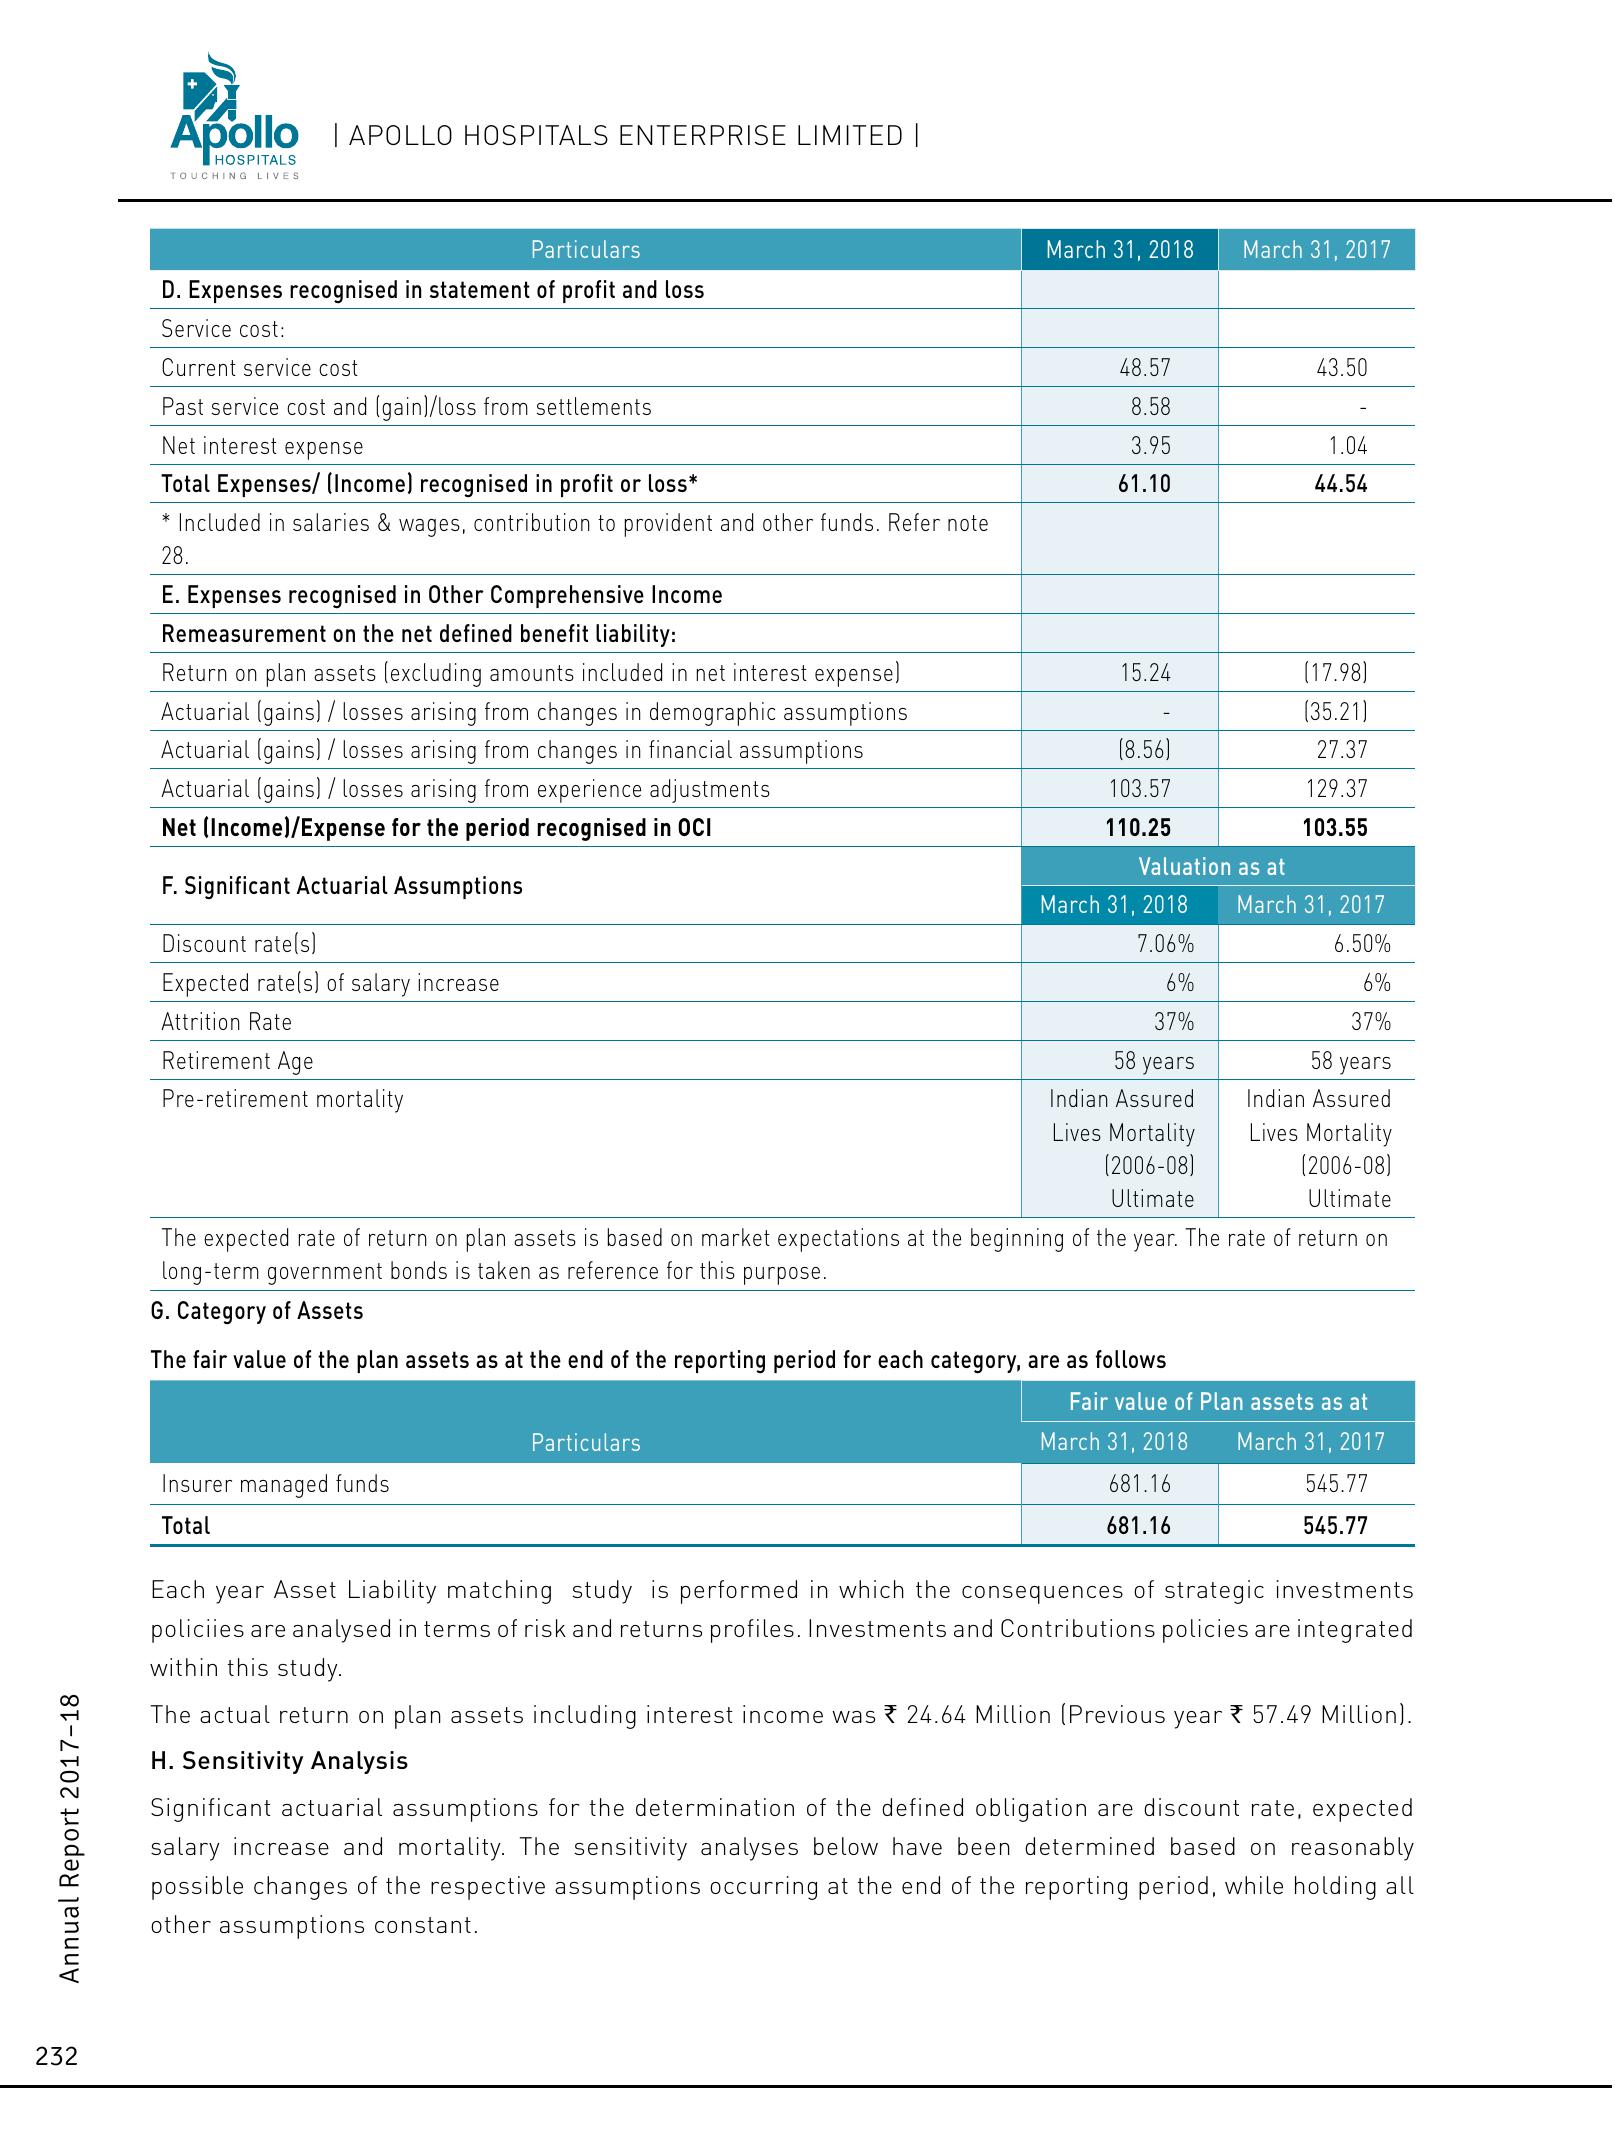 Apollo
HOSPITALS
TOUCHING LIVES
| APOLLO HOSPITALS ENTERPRISE LIMITED |
Particulars March 31, 2018 March 31, 2017
D. Expenses recognised in statement of profit and loss
Service cost:
Current service cost 48.57 43.50
Past service cost and (gain)/loss from settlements 8.58 -
Net interest expense 3.95 1.04
Total Expenses/ (Income) recognised in profit or loss* 61.10 44.54
* Included in salaries & wages, contribution to provident and other funds. Refer note
28.
E. Expenses recognised in Other Comprehensive Income
Remeasurement on the net defined benefit liability:
Return on plan assets (excluding amounts included in net interest expense) 15.24 (17.98)
Actuarial (gains) / losses arising from changes in demographic assumptions - (35.21)
Actuarial (gains) / losses arising from changes in financial assumptions (8.56) 27.37
Actuarial (gains) / losses arising from experience adjustments 103.57 129.37
Net (Income)/Expense for the period recognised in OCI 110.25 103.55
F. Significant Actuarial Assumptions
Valuation as at
March 31, 2018 March 31, 2017
Discount rate(s) 7.06% 6.50%
Expected rate(s) of salary increase 6% 6%
Attrition Rate 37% 37%
Retirement Age 58 years 58 years
Pre-retirement mortality Indian Assured Indian Assured
Lives Mortality Lives Mortality
(2006-08) (2006-08)
Ultimate Ultimate
The expected rate of return on plan assets is based on market expectations at the beginning of the year. The rate of return on
long-term government bonds is taken as reference for this purpose.
G. Category of Assets
The fair value of the plan assets as at the end of the reporting period for each category, are as follows
Fair value of Plan assets as at
Particulars March 31, 2018 March 31, 2017
Insurer managed funds 681.16 545.77
Total 681.16 545.77
Each year Asset Liability matching study is performed in which the consequences of strategic investments
policiies are analysed in terms of risk and returns profiles. Investments and Contributions policies are integrated
within this study.
The actual return on plan assets including interest income was ₹ 24.64 Million (Previous year ₹ 57.49 Million).
H. Sensitivity Analysis
Significant actuarial assumptions for the determination of the defined obligation are discount rate, expected
salary increase and mortality. The sensitivity analyses below have been determined based on reasonably
possible changes of the respective assumptions occurring at the end of the reporting period, while holding all
other assumptions constant.
Annual Report 2017–18
232